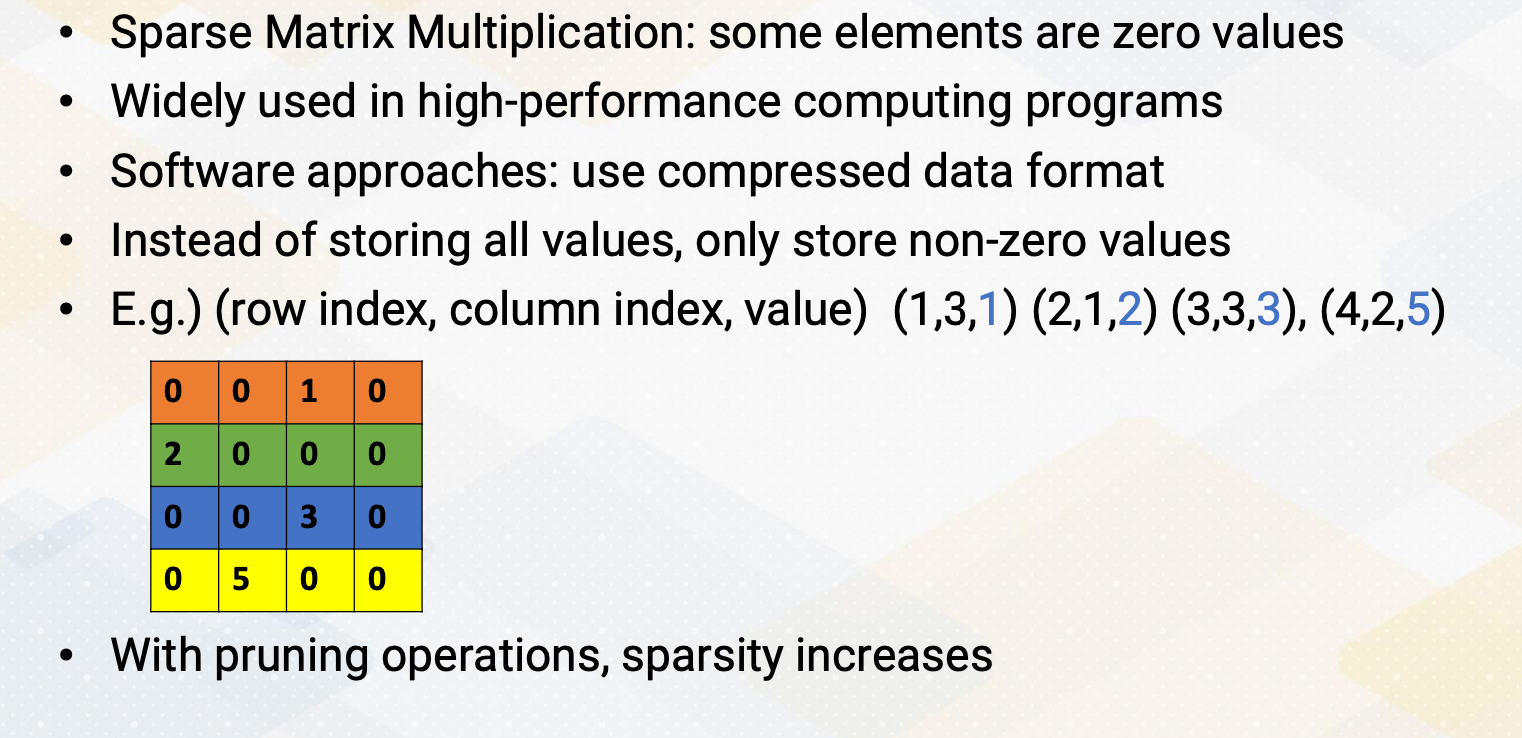 • Sparse Matrix Multiplication: some elements are zero values
• Widely used in high-performance computing programs
• Software approaches: use compressed data format
• Instead of storing all values, only store non-zero values
• E.g.) (row index, column index, value) (1,3,1) (2,1,2) (3,3,3), (4,2,5)
0 0 1 0
2 0 0 0
0 0 3 0
0 5 0 0
• With pruning operations, sparsity increases